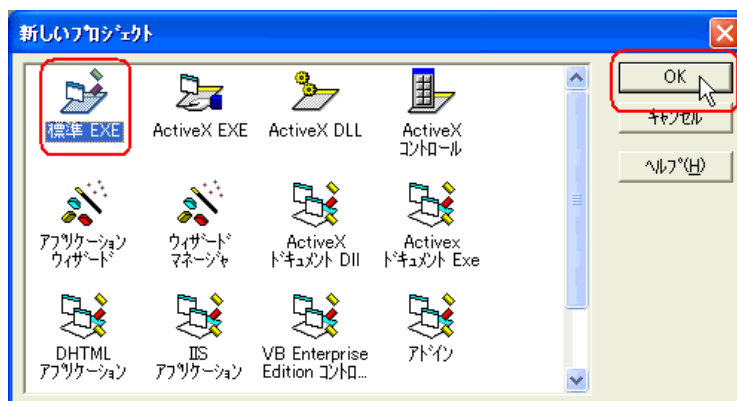 新しいプロジェクト
標準 EXE
ActiveX EXE
ActiveX DLL
ActiveX
コントロール
OK
キャンセル
ヘルプ(H)
アプリケーション
ウィザード
ウィザード
マネージャ
ActiveX
ドキュメント Dll
Activex
ドキュメント Exe
DHTML
アプリケーション
IIS
アプリケーション
VB Enterprise
Edition コントロ...
アドイン